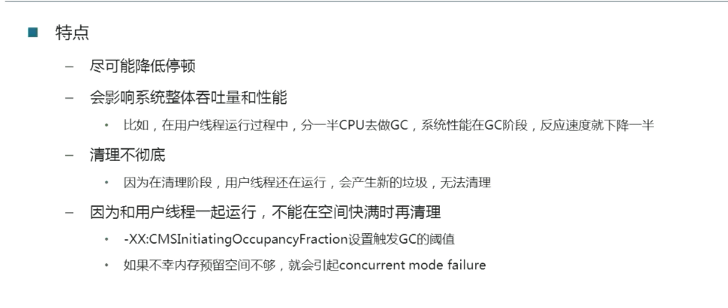 特点
尽可能降低停顿
会影响系统整体吞吐量和性能
比如，在用户线程运行过程中，分一半CPU去做GC，系统性能在GC阶段，反应速度就下降一半
清理不彻底
因为在清理阶段，用户线程还在运行，会产生新的垃圾，无法清理
因为和用户线程一起运行，不能在空间快满时再清理
-XX:CMSInitiatingOccupancyFraction设置触发GC的阈值
如果不幸内存预留空间不够，就会引起concurrent mode failure